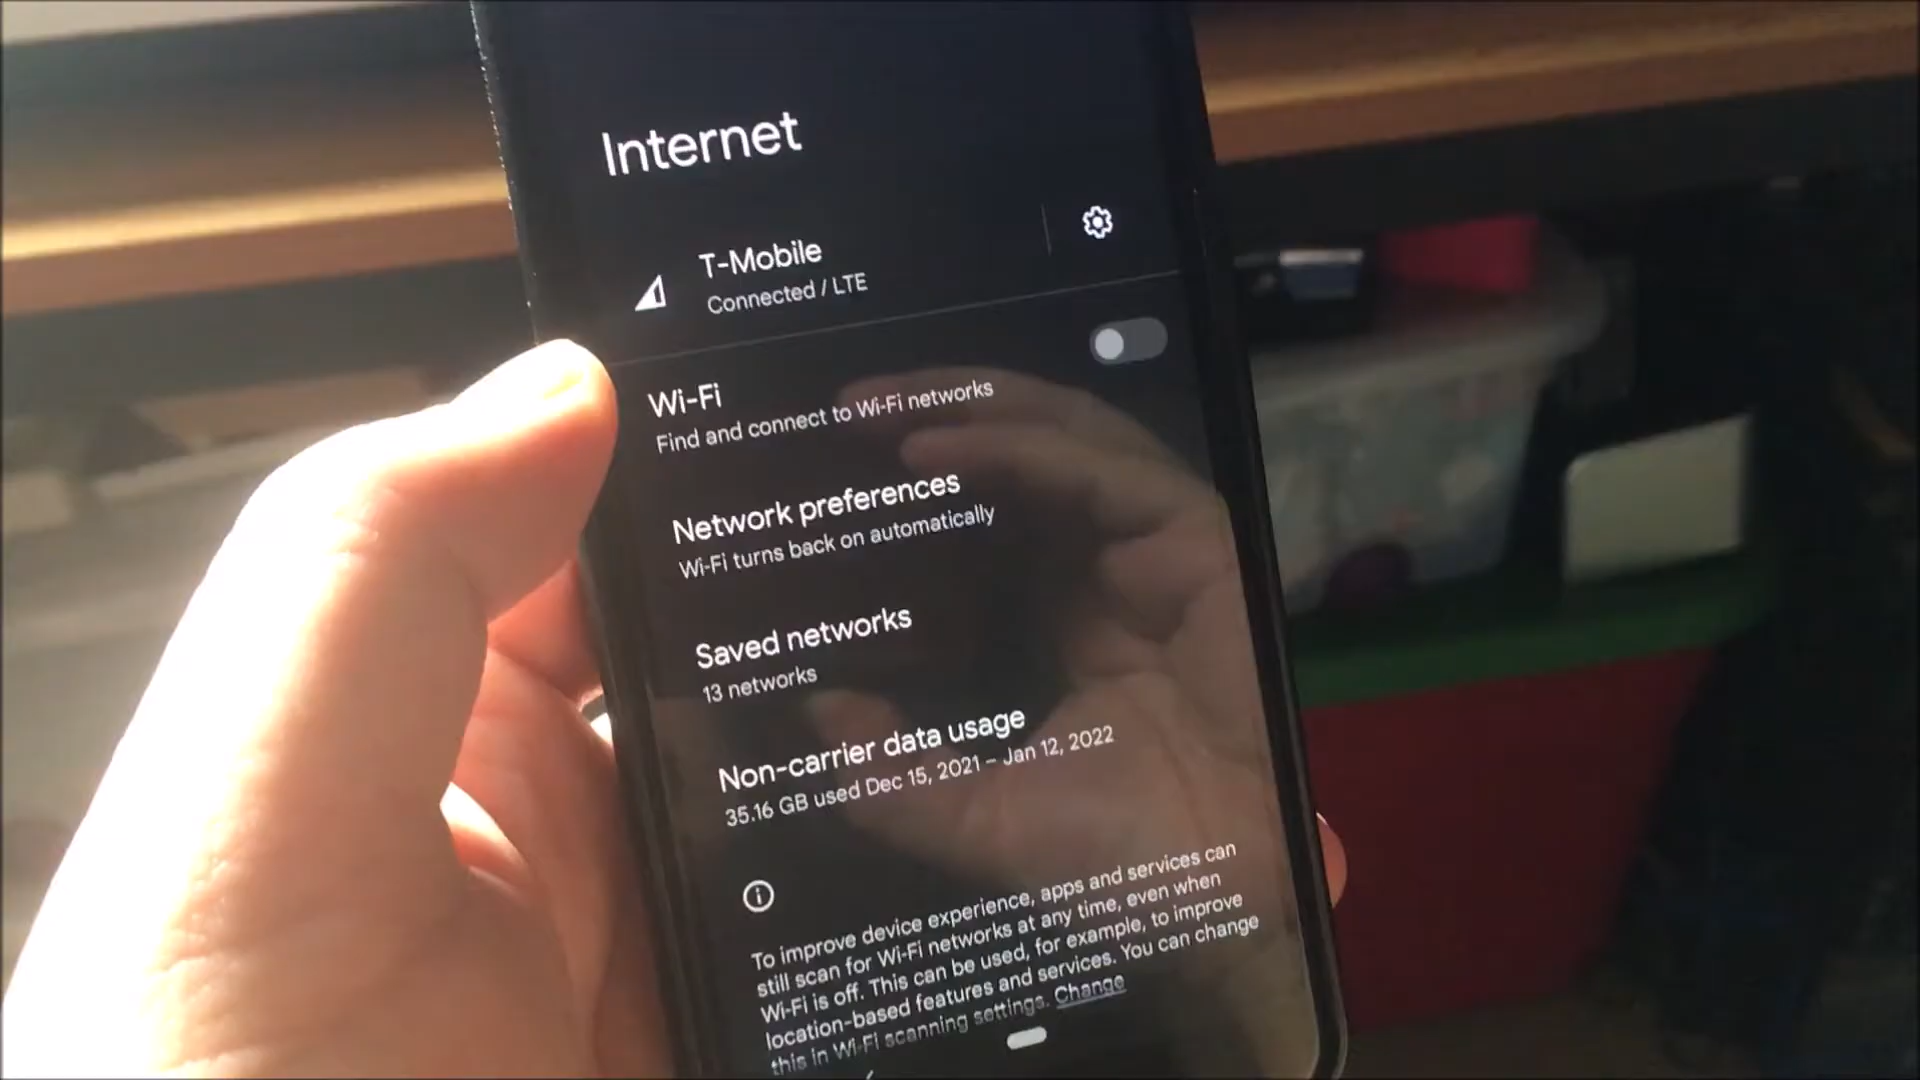 Internet
T-Mobile
Connected / LTE
Wi-Fi
Find and connect to Wi-Fi networks
Network preferences
Wi-Fi turns back on automatically
Saved networks
13 networks
Non-carrier data usage
35.16 GB used Dec 15, 2021 – Jan 12, 2022
To improve device experience, apps and services can
still scan for Wi-Fi networks at any time, even when
Wi-Fi is off. This can be used, for example, to improve
location-based features and services. You can change
this in Wi-Fi scanning settings. Change